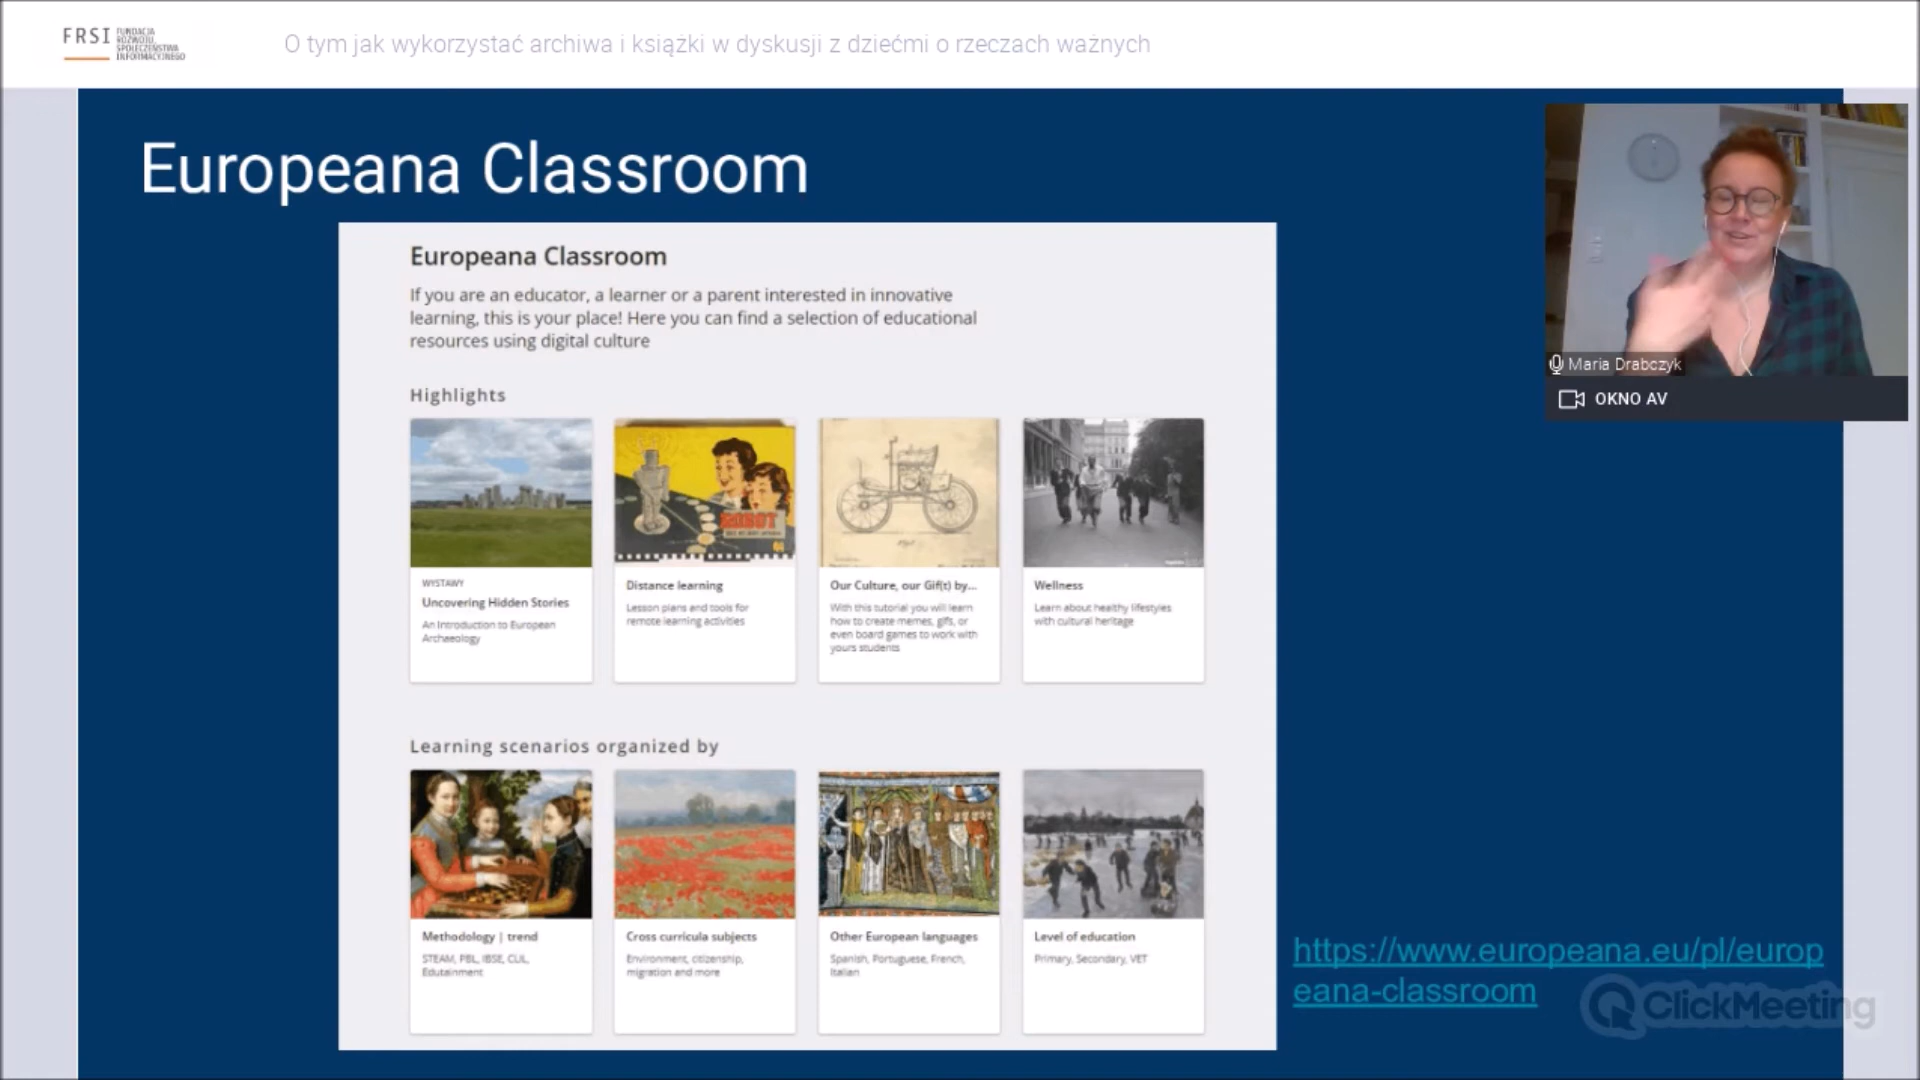 FRSI
FUNDACJA
ROZWOJU
SPOŁECZEŃSTWA
INFORMACYJNEGO
O tym jak wykorzystać archiwa i książki w dyskusji z dziećmi o rzeczach ważnych
Europeana Classroom
Maria Drabczyk
OKNO AV
Europeana Classroom
If you are an educator, a learner or a parent interested in innovative
learning, this is your place! Here you can find a selection of educational
resources using digital culture
Highlights
ROBOT
WYSTAWY
Uncovering Hidden Stories
An Introduction to European
Archaeology
Distance learning
Lesson plans and tools for
remote learning activities
Our Culture, our Gif(t) by...
With this tutorial you will learn
how to create memes, gifs, or
even board games to work with
yours students
Wellness
Learn about healthy lifestyles
with cultural heritage
Learning scenarios organized by
Methodology | trend
STEAM, PBL, IBSE, CLIL,
Edutainment
Cross curricula subjects
Environment, citizenship,
migration and more
Other European languages
Spanish, Portuguese, French,
Italian
Level of education
Primary, Secondary, VET
https://www.europeana.eu/pl/europ
eana-classroom
ClickMeeting